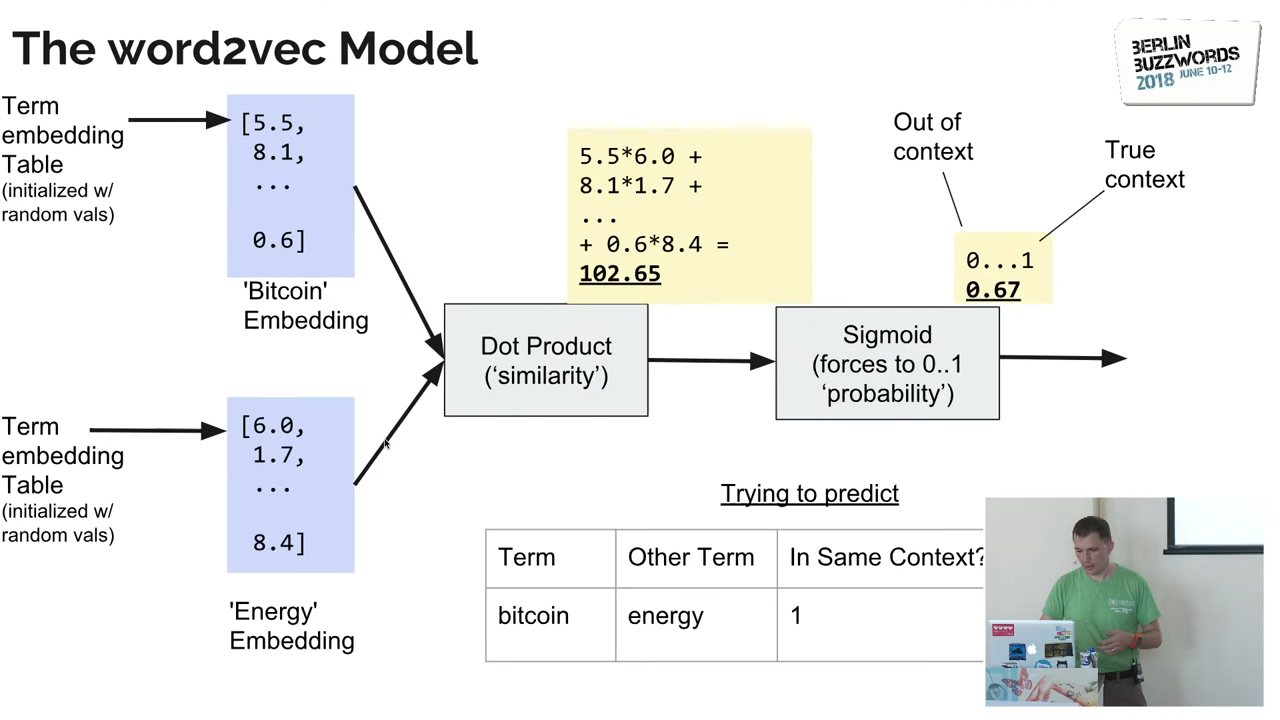 The word2vec Model
BERLIN
BUZZWORDS
2018 JUNE 10-12
Term
embedding
Table
(initialized w/
random vals)
[5.5,
8.1,
...
0.6]
'Bitcoin'
Embedding
5.5*6.0 +
8.1*1.7 +
...
+ 0.6*8.4 =
102.65
Out of
context
True
context
0...1
0.67
Dot Product
(‘similarity’)
Sigmoid
(forces to 0..1
‘probability’)
Term
embedding
Table
(initialized w/
random vals)
[6.0,
1.7,
...
8.4]
'Energy'
Embedding
Trying to predict
Term Other Term In Same Context?
bitcoin energy 1